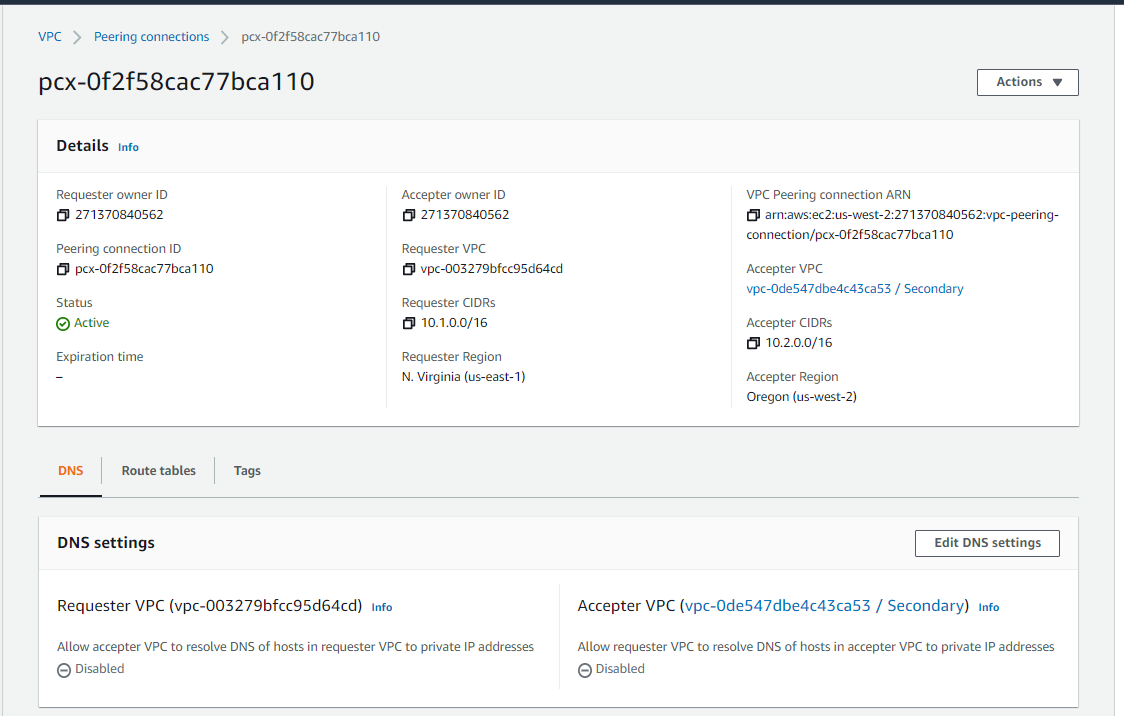 VPC > Peering connections > pcx-0f2f58cac77bca110
pcx-0f2f58cac77bca110
Actions
Details Info
Requester owner ID
271370840562
Peering connection ID
pcx-0f2f58cac77bca110
Status
Active
Expiration time
–
Accepter owner ID
271370840562
Requester VPC
vpc-003279bfcc95d64cd
Requester CIDRs
10.1.0.0/16
Requester Region
N. Virginia (us-east-1)
VPC Peering connection ARN
arn:aws:ec2:us-west-2:271370840562:vpc-peering-
connection/pcx-0f2f58cac77bca110
Accepter VPC
vpc-0de547dbe4c43ca53 / Secondary
Accepter CIDRs
10.2.0.0/16
Accepter Region
Oregon (us-west-2)
DNS
Route tables
Tags
DNS settings
Edit DNS settings
Requester VPC (vpc-003279bfcc95d64cd) Info
Allow accepter VPC to resolve DNS of hosts in requester VPC to private IP addresses
Disabled
Accepter VPC (vpc-0de547dbe4c43ca53 / Secondary) Info
Allow requester VPC to resolve DNS of hosts in accepter VPC to private IP addresses
Disabled